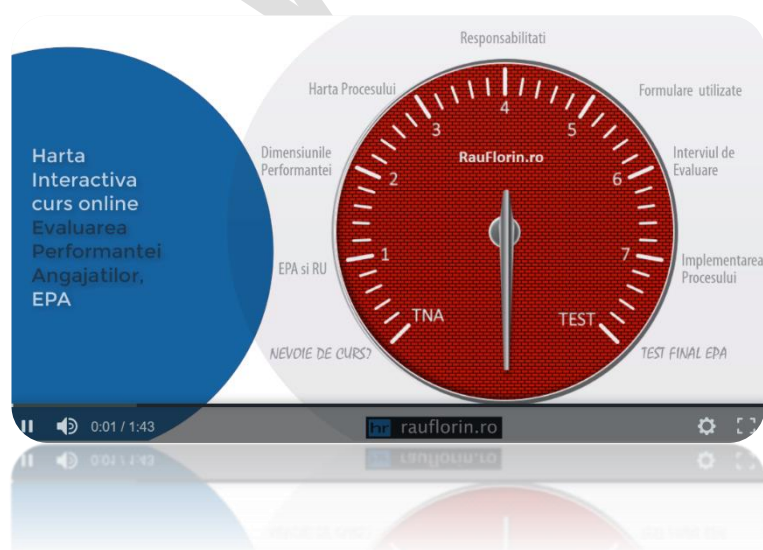 Responsabilitati
Harta Procesului
Formulare utilizate
4
3
5
Harta
Interactiva
curs online
Evaluarea
Performantei
Angajatilor,
EPA
Dimensiunile
Performantei
RauFlorin.ro
Interviul de
Evaluare
2
6
EPA si RU
1
7
Implementarea
Procesului
TNA
TEST
NEVOIE DE CURS?
TEST FINAL EPA
0:01 / 1:43
hr rauflorin.ro